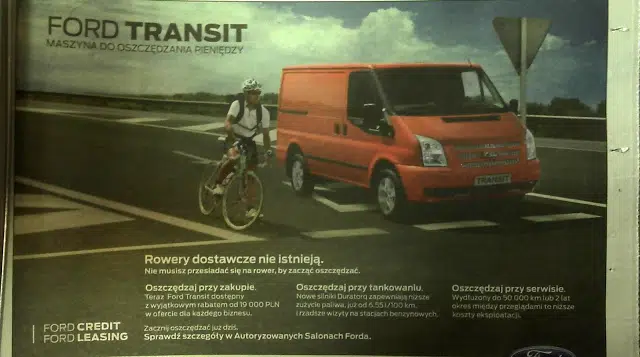 FORD TRANSIT
MASZYNA DO OSZCZĘDZANIA PIENIĘDZY
TRANSIT
Rowery dostawcze nie istnieją.
Nie musisz przesiadać się na rower, by zacząć oszczędzać.
Oszczędzaj przy zakupie.
Teraz Ford Transit dostępny
z wyjątkowym rabatem od 19 000 PLN
w ofercie dla każdego biznesu.
Oszczędzaj przy tankowaniu.
Nowe silniki Duratorq zapewniają niższe
zużycie paliwa, już od 6,5 l/100 km,
i rzadsze wizyty na stacjach benzynowych.
Oszczędzaj przy serwisie.
Wydłużony do 50 000 km lub 2 lat
okres między przeglądami to niższe
koszty eksploatacji.
FORD CREDIT
FORD LEASING
Zacznij oszczędzać już dziś.
Sprawdź szczegóły w Autoryzowanych Salonach Forda.
Ford